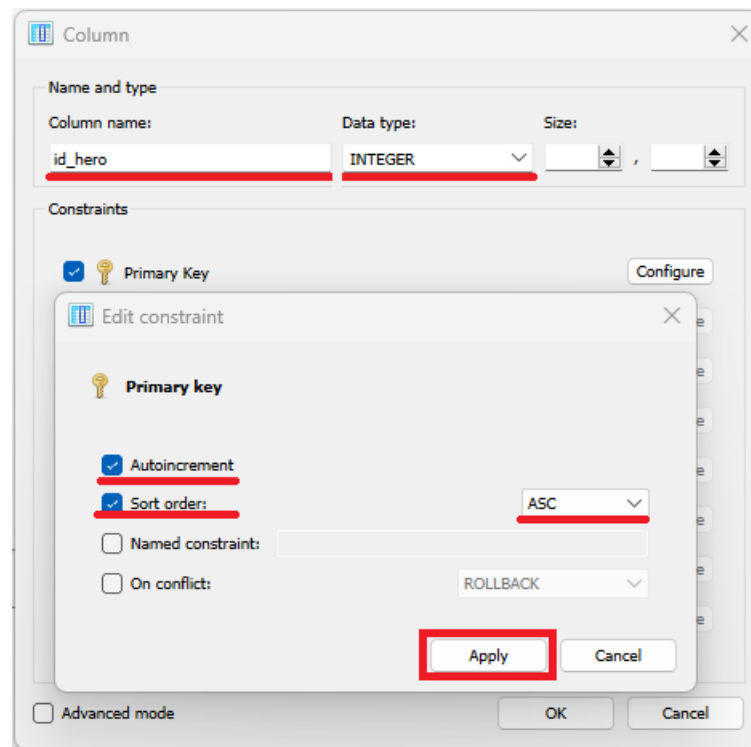 Column
Name and type
Column name: Data type: Size:
id_hero INTEGER ,
Constraints
Primary Key Configure
Edit constraint
e
Primary key
e
e
Autoincrement
e
Sort order: ASC
e
Named constraint:
On conflict: ROLLBACK
e
e
Apply Cancel
Advanced mode OK Cancel